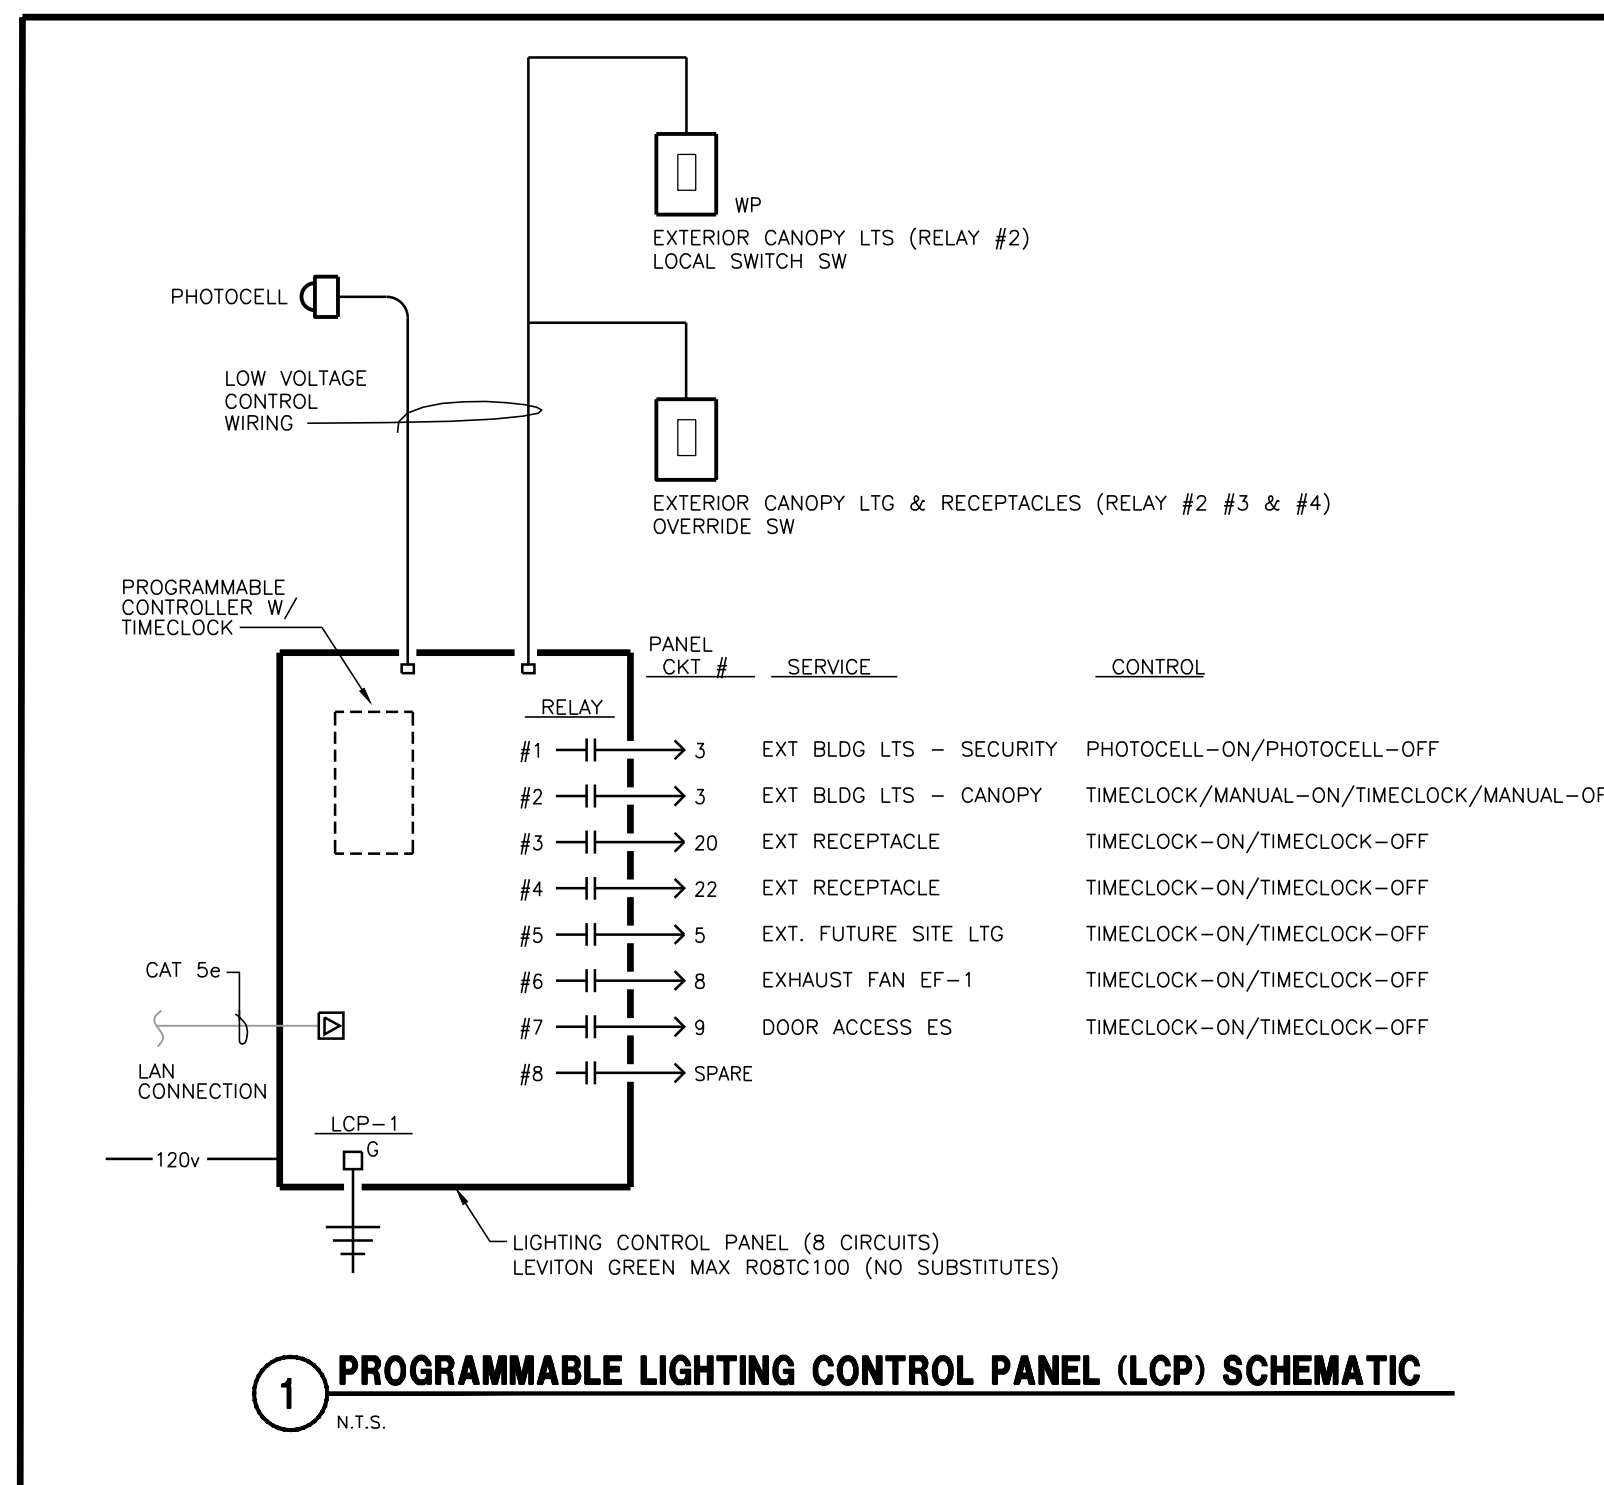 WP
EXTERIOR CANOPY LTS (RELAY #2)
LOCAL SWITCH SW
PHOTOCELL
LOW VOLTAGE
CONTROL
WIRING
EXTERIOR CANOPY LTG & RECEPTACLES (RELAY #2 #3 & #4)
OVERRIDE SW
PROGRAMMABLE
CONTROLLER W/
TIMECLOCK
PANEL
CKT # SERVICE CONTROL
RELAY
#1 3 EXT BLDG LTS - SECURITY PHOTOCELL-ON/PHOTOCELL-OFF
#2 3 EXT BLDG LTS - CANOPY TIMECLOCK/MANUAL-ON/TIMECLOCK/MANUAL-OF
#3 20 EXT RECEPTACLE TIMECLOCK-ON/TIMECLOCK-OFF
#4 22 EXT RECEPTACLE TIMECLOCK-ON/TIMECLOCK-OFF
#5 5 EXT. FUTURE SITE LTG TIMECLOCK-ON/TIMECLOCK-OFF
#6 8 EXHAUST FAN EF-1 TIMECLOCK-ON/TIMECLOCK-OFF
#7 9 DOOR ACCESS ES TIMECLOCK-ON/TIMECLOCK-OFF
#8 SPARE
CAT 5e
LAN
CONNECTION
LCP-1
G
120v
LIGHTING CONTROL PANEL (8 CIRCUITS)
LEVITON GREEN MAX R08TC100 (NO SUBSTITUTES)
1 PROGRAMMABLE LIGHTING CONTROL PANEL (LCP) SCHEMATIC
N.T.S.